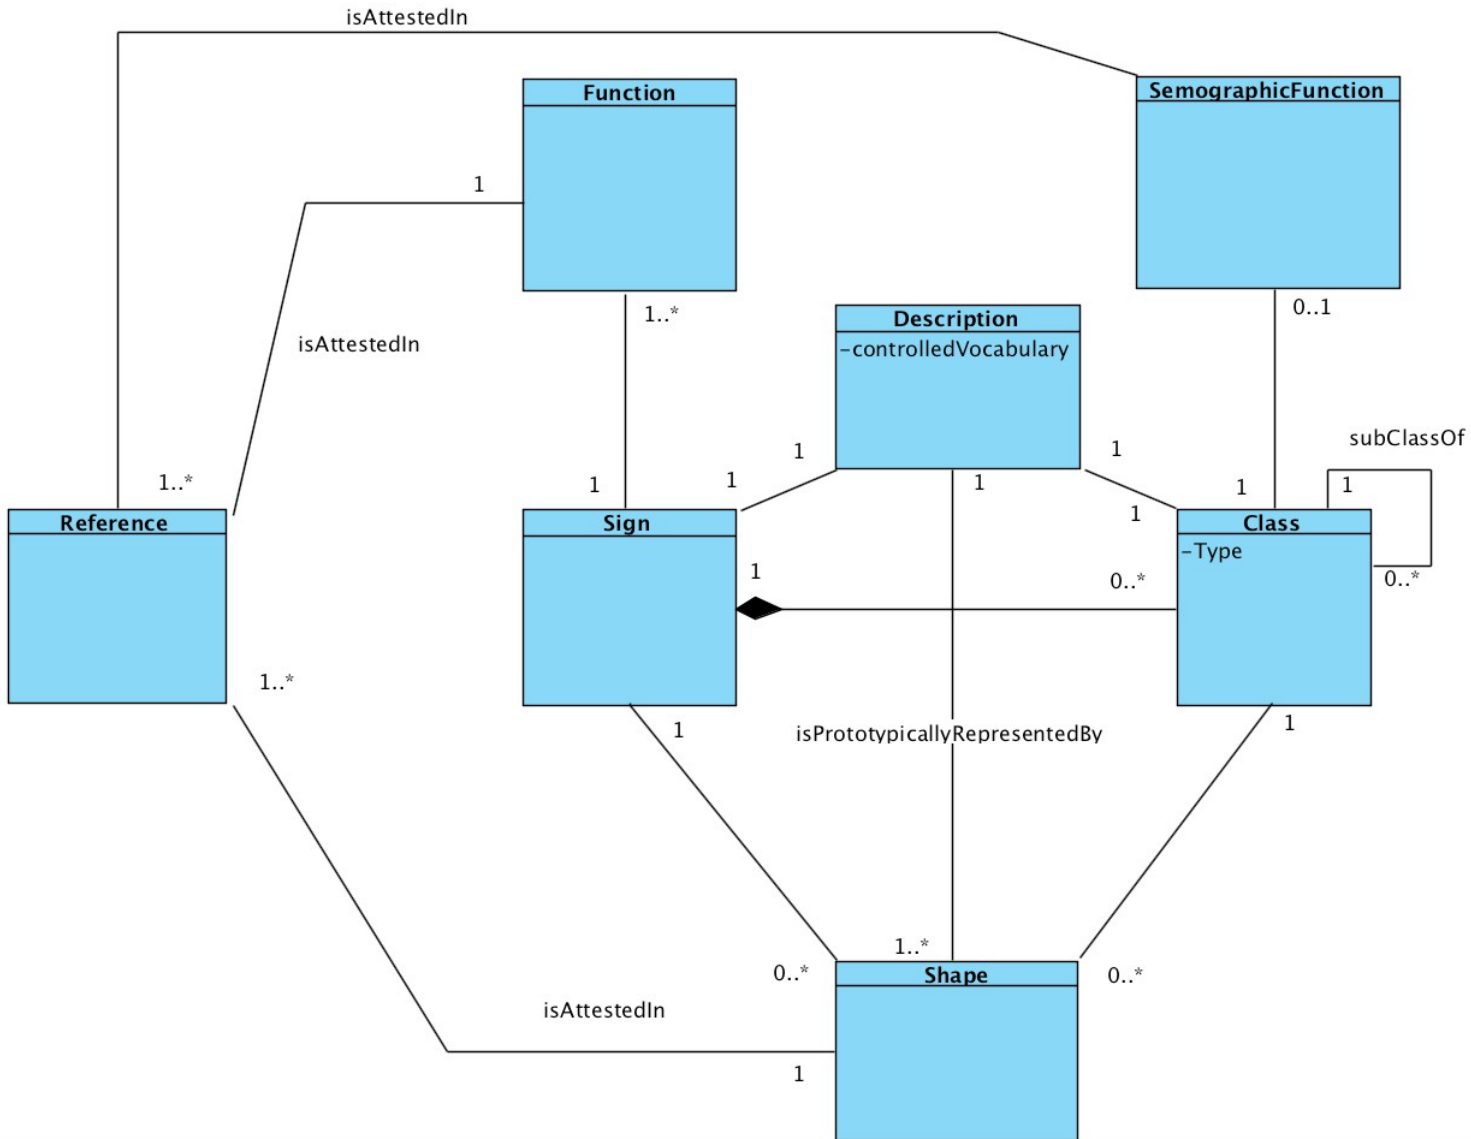 isAttestedIn
Function
SemographicFunction
1
1..*
0..1
Description
-controlledVocabulary
isAttestedIn
subClassOf
1
1
1..*
1
1
1
1
1
1
Reference
Sign
Class
-Type
1
0..*
0..*
1..*
1
isPrototypicallyRepresentedBy
1
1..*
0..*
0..*
Shape
isAttestedIn
1